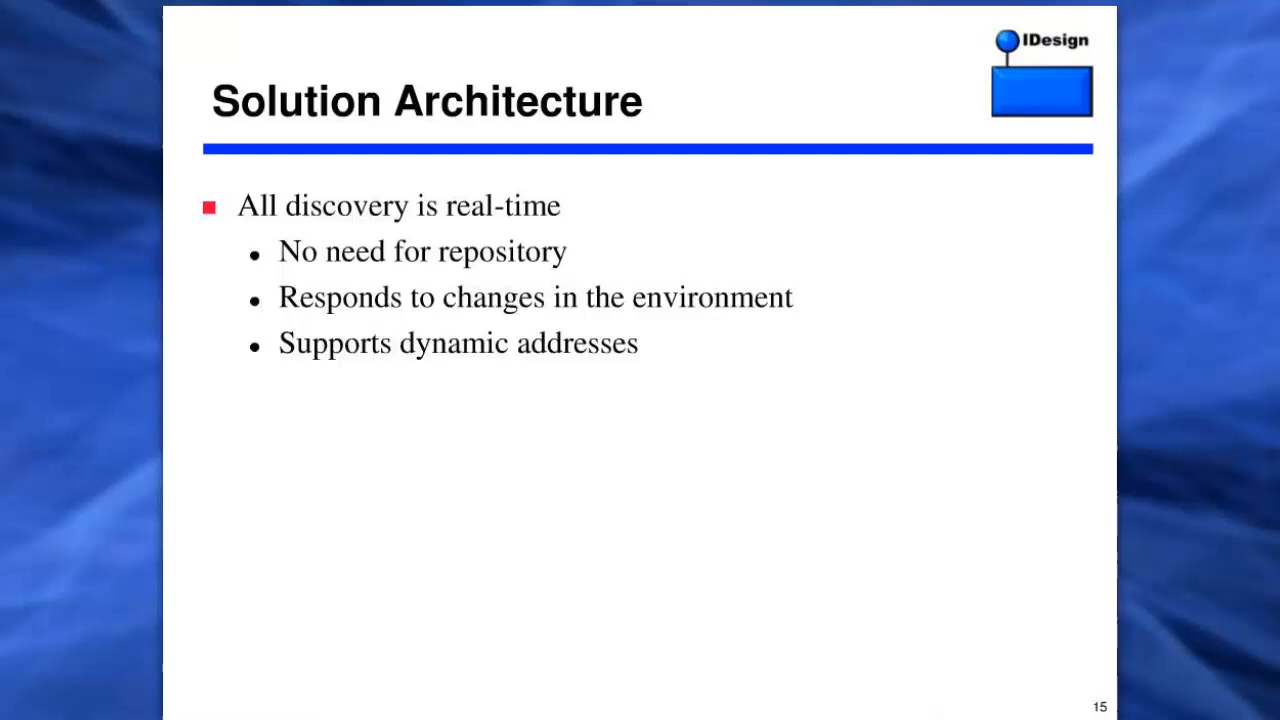 IDesign
Solution Architecture
All discovery is real-time
No need for repository
Responds to changes in the environment
Supports dynamic addresses
15